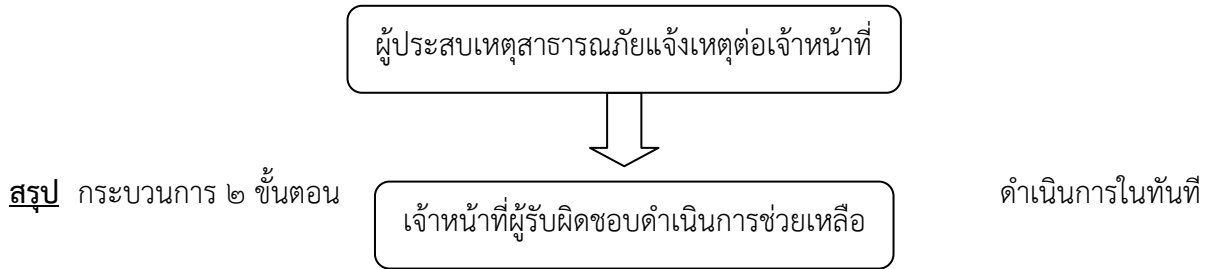 ผู้ประสบเหตุสาธารณภัยแจ้งเหตุต่อเจ้าหน้าที่
สรุป กระบวนการ ๒ ขั้นตอน
เจ้าหน้าที่ผู้รับผิดชอบดำเนินการช่วยเหลือ
ดำเนินการในทันที